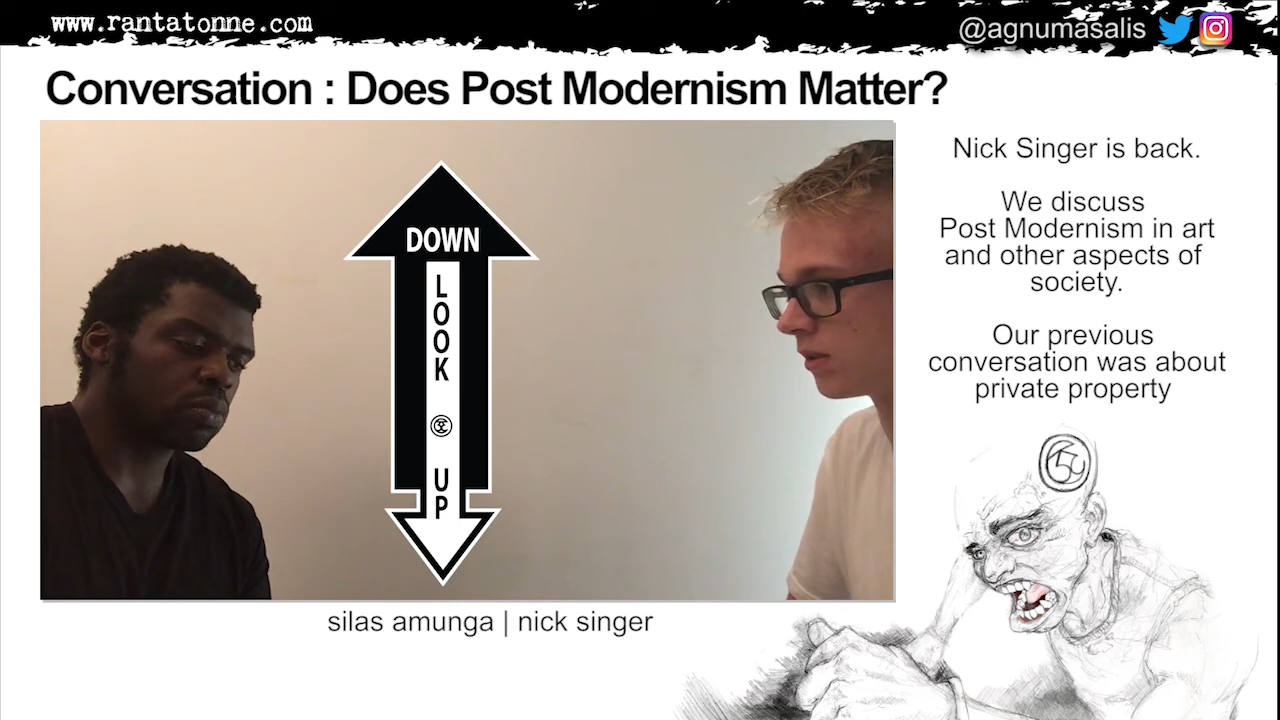 www.rantatonne.com
@agnumasalis
Conversation : Does Post Modernism Matter?
Nick Singer is back.
We discuss
Post Modernism in art
and other aspects of
society.
Our previous
conversation was about
private property
DOWN
LOOK
UP
silas amunga | nick singer